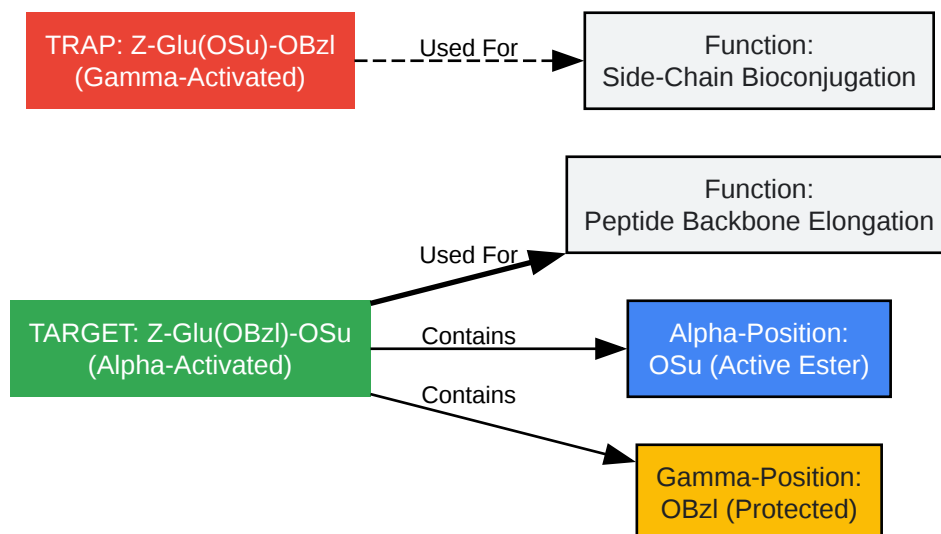 TRAP: Z-Glu(OSu)-OBzl
(Gamma-Activated)
Used For
Function:
Side-Chain Bioconjugation
Function:
Peptide Backbone Elongation
Used For
TARGET: Z-Glu(OBzl)-OSu
(Alpha-Activated)
Contains
Alpha-Position:
OSu (Active Ester)
Contains
Gamma-Position:
OBzl (Protected)